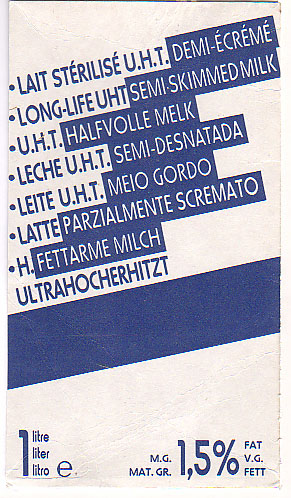 •LAIT STÉRILISÉ U.H.T. DEMI-ÉCRÉMÉ
•LONG-LIFE UHT SEMI-SKIMMED MILK
•U.H.T. HALFVOLLE MELK
•LECHE U.H.T. SEMI-DESNATADA
•LEITE U.H.T. MEIO GORDO
•LATTE PARZIALMENTE SCREMATO
•H. FETTARME MILCH
ULTRAHOCHERHITZT
1 litre
liter
litro e
M.G.
MAT. GR.
1,5%
FAT
V.G.
FETT